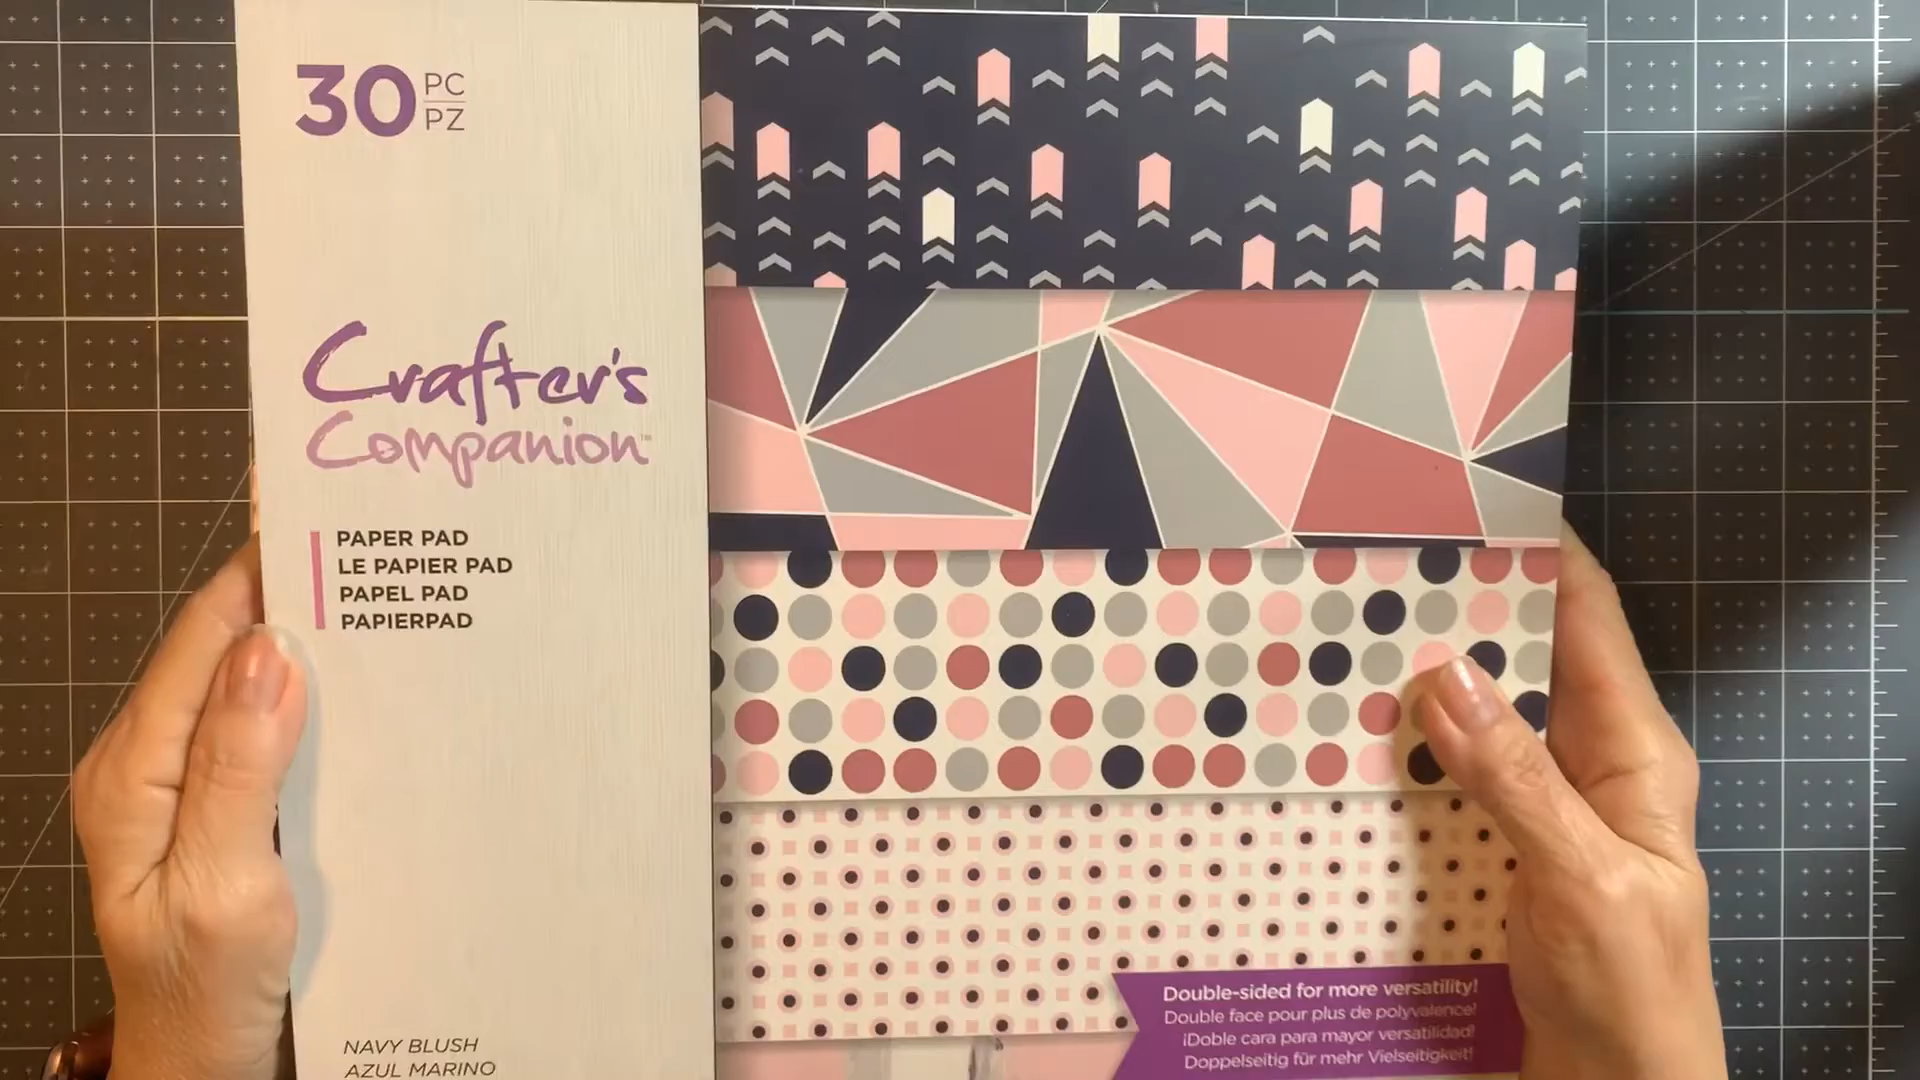 30 PC
PZ
Crafter's
Companion™
PAPER PAD
LE PAPIER PAD
PAPEL PAD
PAPIERPAD
NAVY BLUSH
AZUL MARINO
Double-sided for more versatility!
Double face pour plus de polyvalence!
¡Doble cara para mayor versatilidad!
Doppelseitig für mehr Vielseitigkeit!